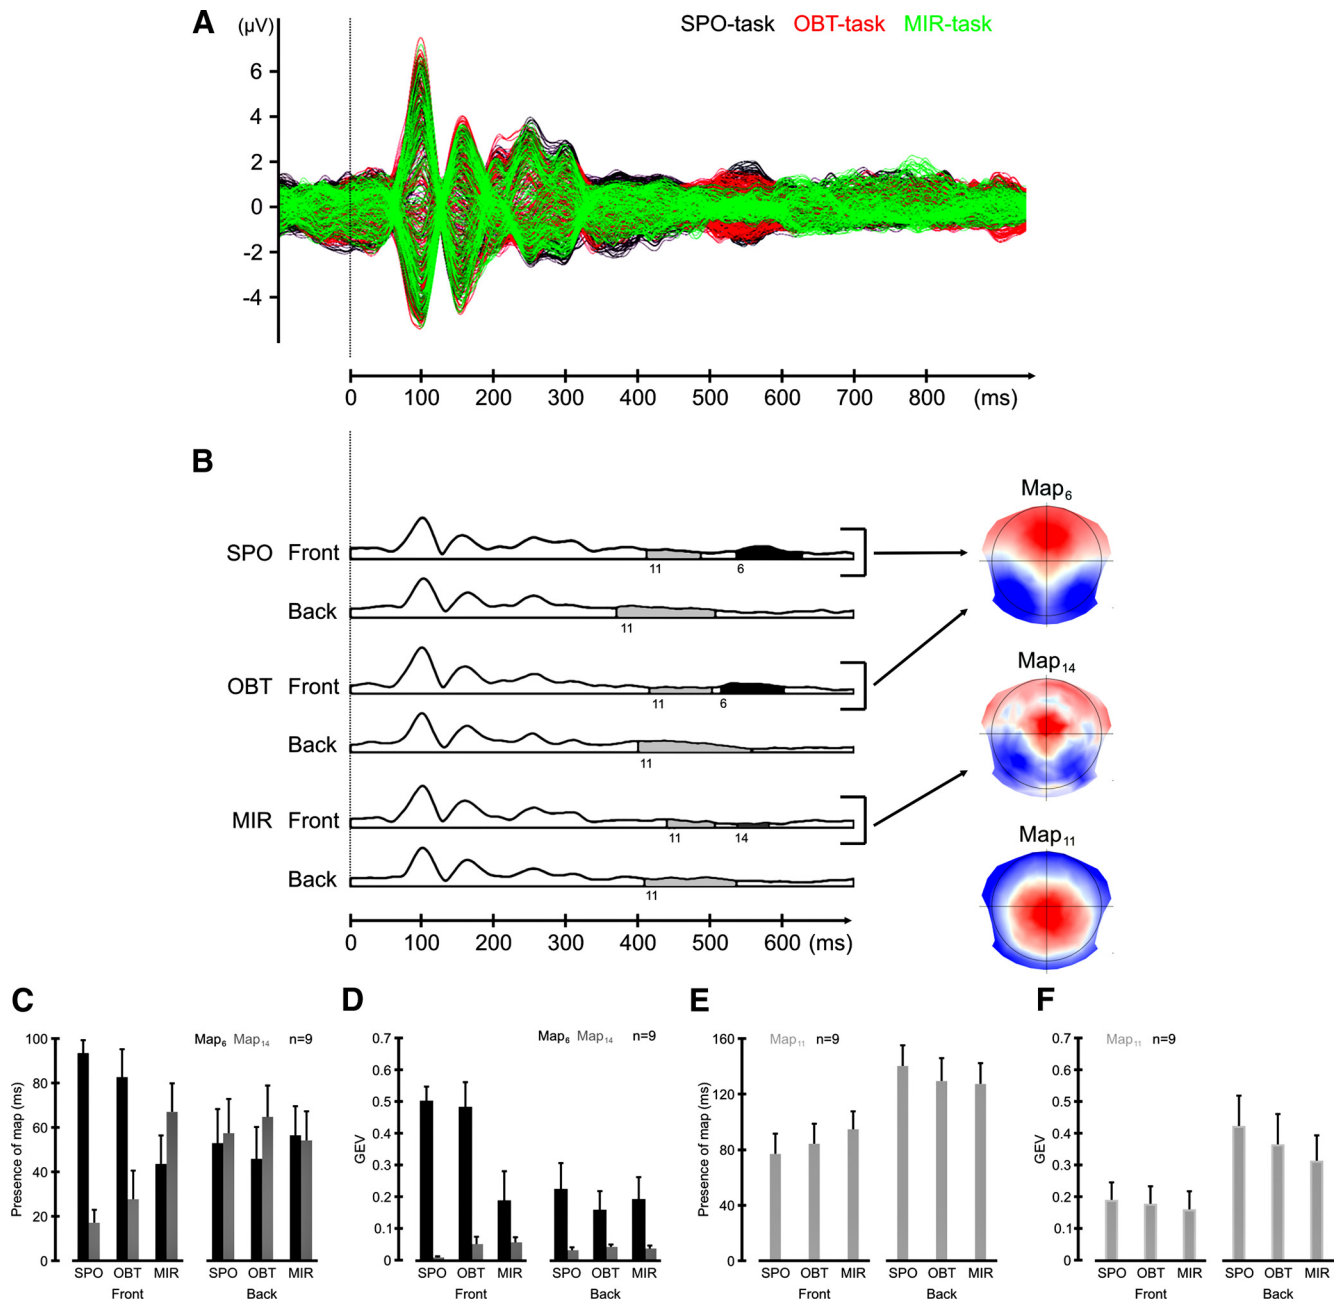 A (μV) SPO-task OBT-task MIR-task
6
4
2
0
-2
-4
0 100 200 300 400 500 600 700 800 (ms)
B
Map6
SPO Front
11 6
Back
11
Map14
OBT Front
11 6
Back
11
MIR Front
11 14
Map11
Back
11
0 100 200 300 400 500 600 (ms)
C
Presence of map (ms)
100
80
60
40
20
0
Map6 Map14 n=9
SPO OBT MIR SPO OBT MIR
Front Back
D
GEV
0.7
0.6
0.5
0.4
0.3
0.2
0.1
0
Map6 Map14 n=9
SPO OBT MIR SPO OBT MIR
Front Back
E
Presence of map (ms)
160
120
80
40
0
Map11 n=9
SPO OBT MIR SPO OBT MIR
Front Back
F
GEV
0.7
0.6
0.5
0.4
0.3
0.2
0.1
0
Map11 n=9
SPO OBT MIR SPO OBT MIR
Front Back